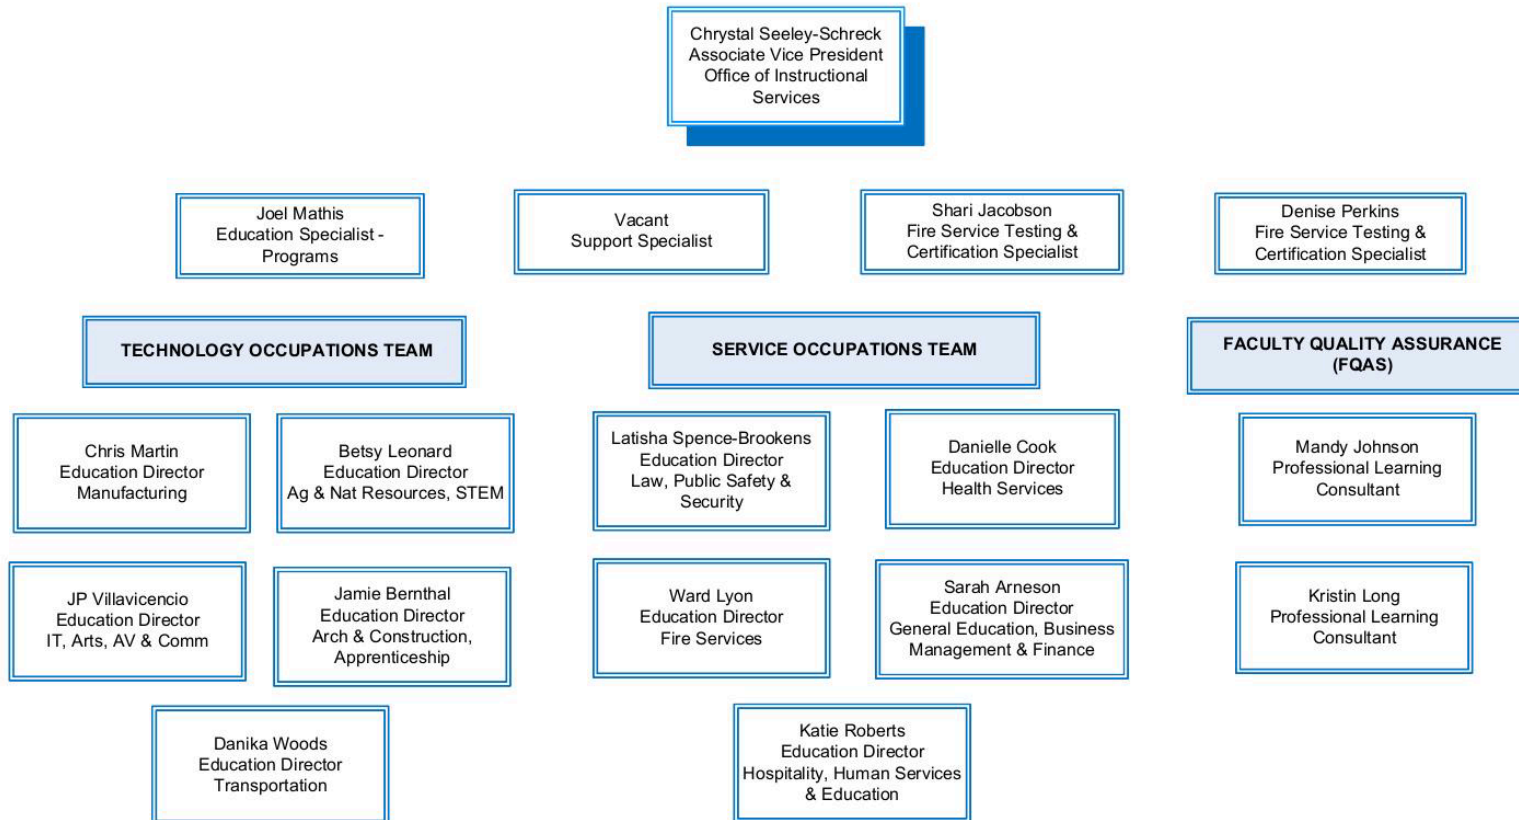 Chrystal Seeley-Schreck
Associate Vice President
Office of Instructional
Services
Joel Mathis
Education Specialist -
Programs
Vacant
Support Specialist
Shari Jacobson
Fire Service Testing &
Certification Specialist
Denise Perkins
Fire Service Testing &
Certification Specialist
TECHNOLOGY OCCUPATIONS TEAM
SERVICE OCCUPATIONS TEAM
FACULTY QUALITY ASSURANCE
(FQAS)
Chris Martin
Education Director
Manufacturing
Betsy Leonard
Education Director
Ag & Nat Resources, STEM
Latisha Spence-Brookens
Education Director
Law, Public Safety &
Security
Danielle Cook
Education Director
Health Services
Mandy Johnson
Professional Learning
Consultant
JP Villavicencio
Education Director
IT, Arts, AV & Comm
Jamie Bernthal
Education Director
Arch & Construction,
Apprenticeship
Ward Lyon
Education Director
Fire Services
Sarah Arneson
Education Director
General Education, Business
Management & Finance
Kristin Long
Professional Learning
Consultant
Danika Woods
Education Director
Transportation
Katie Roberts
Education Director
Hospitality, Human Services
& Education